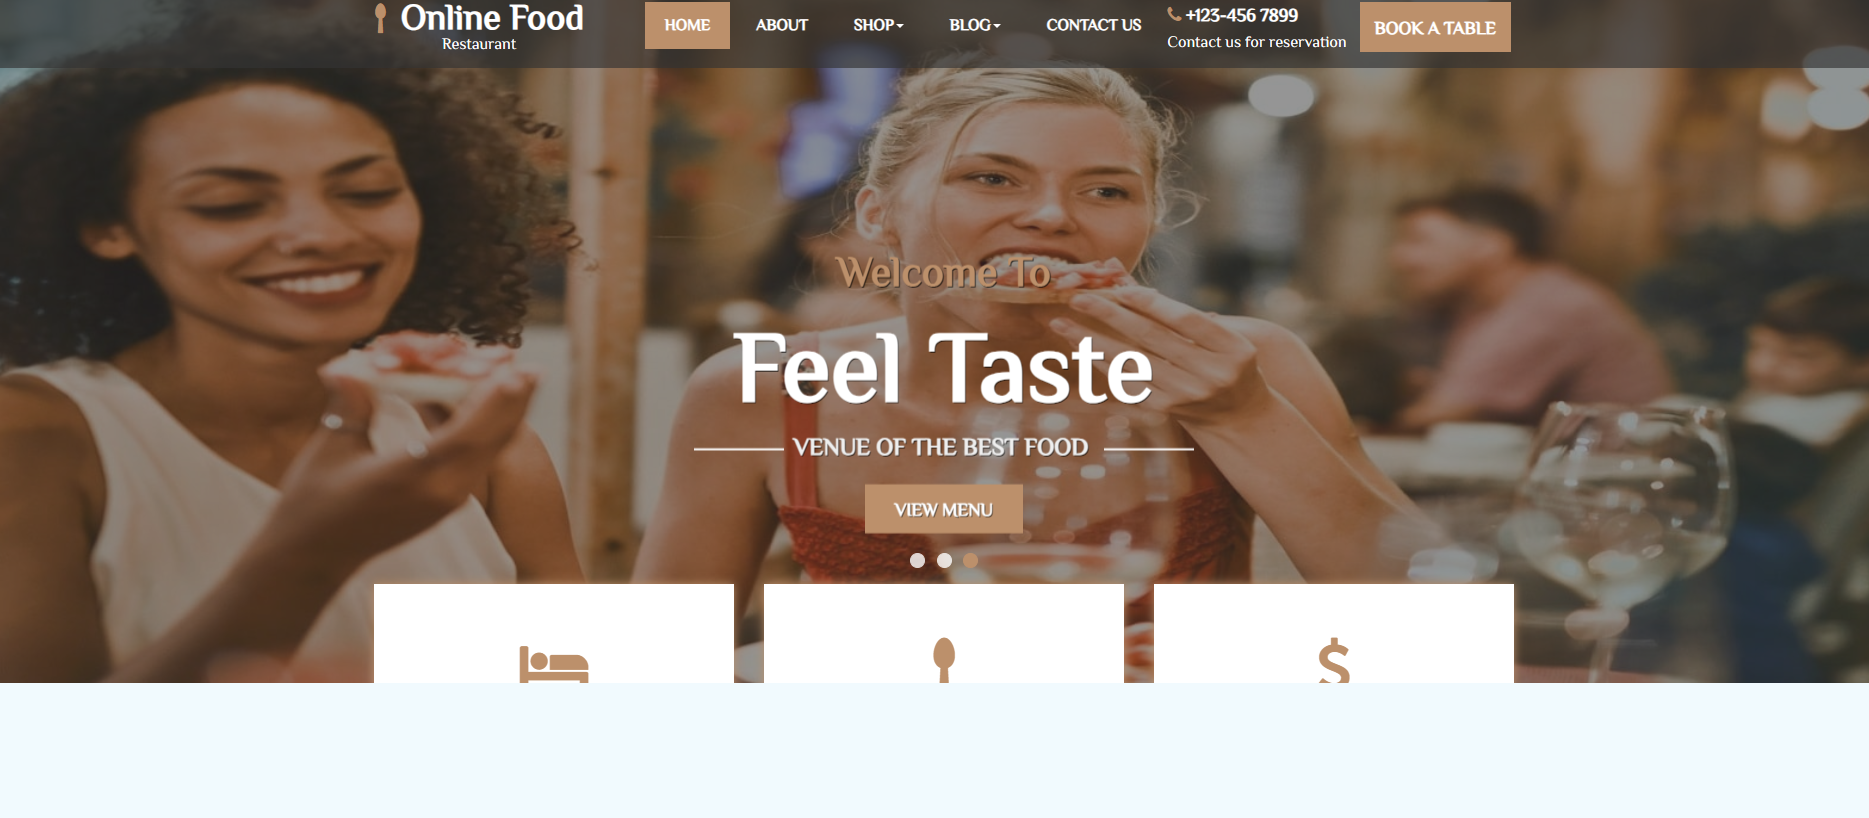 Online Food
Restaurant
HOME
ABOUT
SHOP
BLOG
CONTACT US
+123-456 7899
Contact us for reservation
BOOK A TABLE
Welcome To
Feel Taste
VENUE OF THE BEST FOOD
VIEW MENU